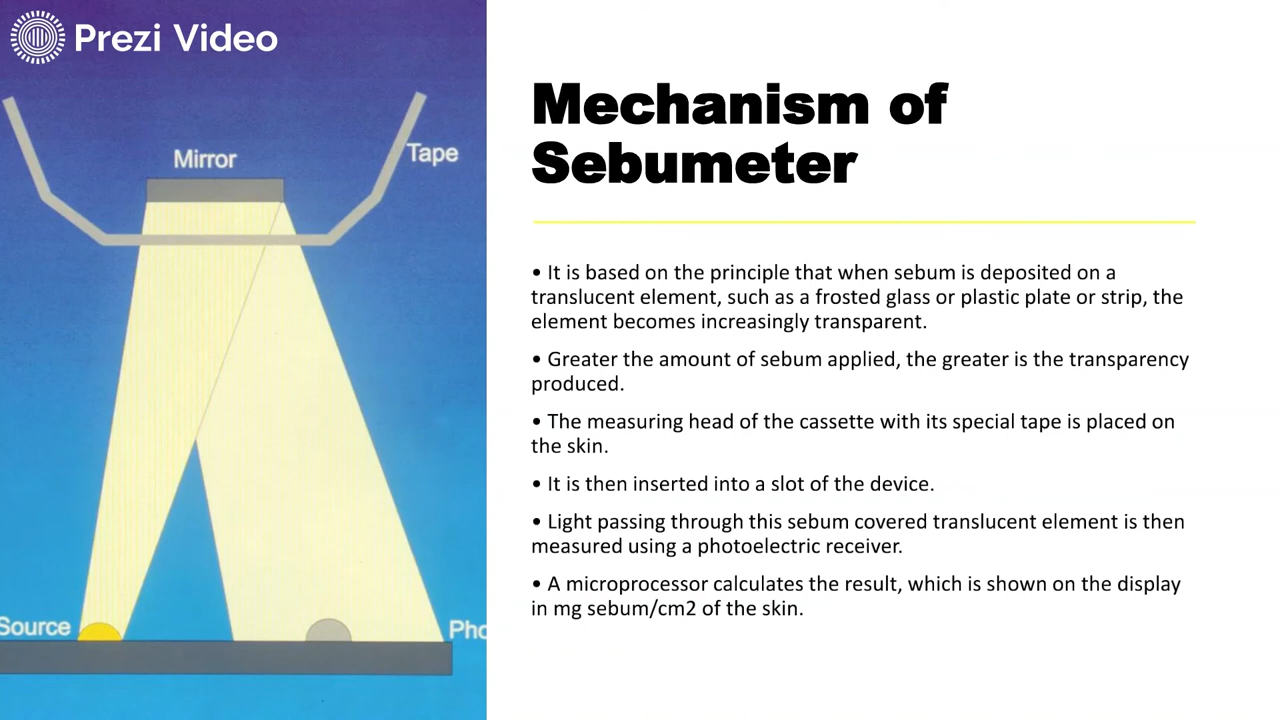 Prezi Video
Mirror
Tape
Source
Pho
Mechanism of
Sebumeter
• It is based on the principle that when sebum is deposited on a
translucent element, such as a frosted glass or plastic plate or strip, the
element becomes increasingly transparent.
• Greater the amount of sebum applied, the greater is the transparency
produced.
• The measuring head of the cassette with its special tape is placed on
the skin.
• It is then inserted into a slot of the device.
• Light passing through this sebum covered translucent element is then
measured using a photoelectric receiver.
• A microprocessor calculates the result, which is shown on the display
in mg sebum/cm2 of the skin.